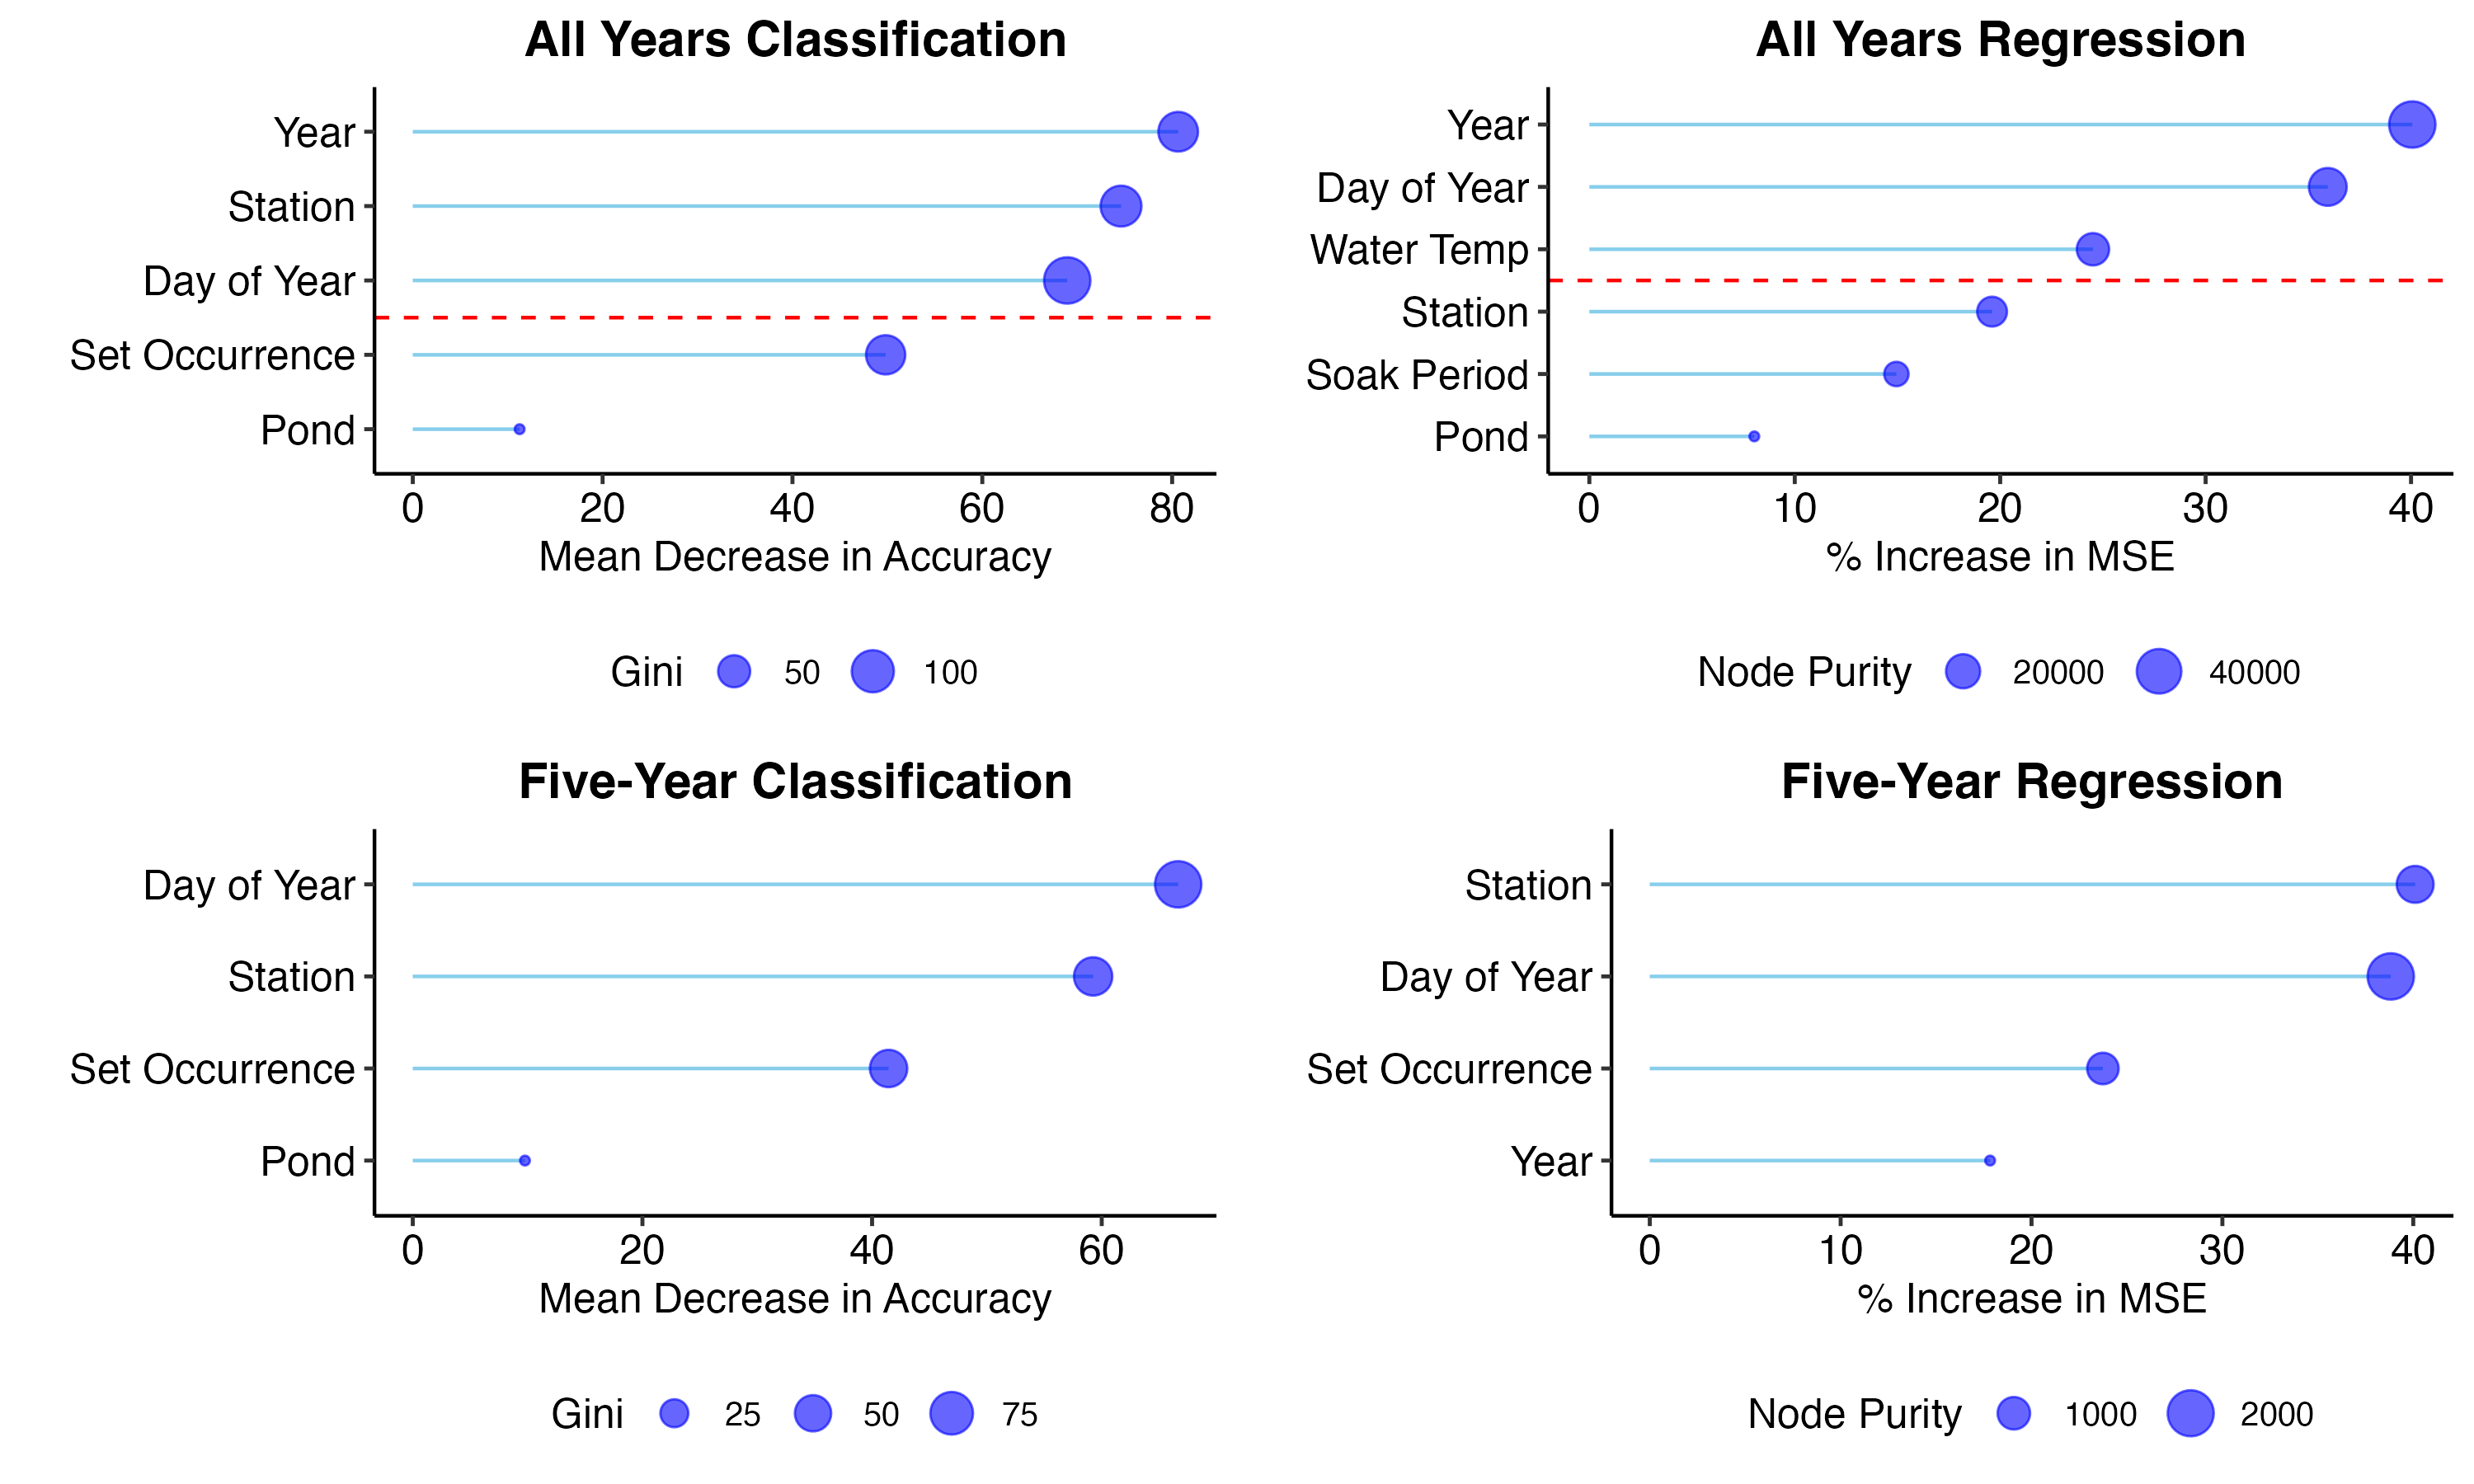 All Years Classification
Year
Station
Day of Year
Set Occurrence
Pond
0 20 40 60 80
Mean Decrease in Accuracy
Gini 50 100
All Years Regression
Year
Day of Year
Water Temp
Station
Soak Period
Pond
0 10 20 30 40
% Increase in MSE
Node Purity 20000 40000
Five-Year Classification
Day of Year
Station
Set Occurrence
Pond
0 20 40 60
Mean Decrease in Accuracy
Gini 25 50 75
Five-Year Regression
Station
Day of Year
Set Occurrence
Year
0 10 20 30 40
% Increase in MSE
Node Purity 1000 2000